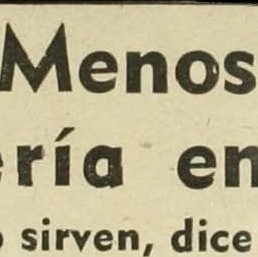 Menos
ería en
o sirven, dice